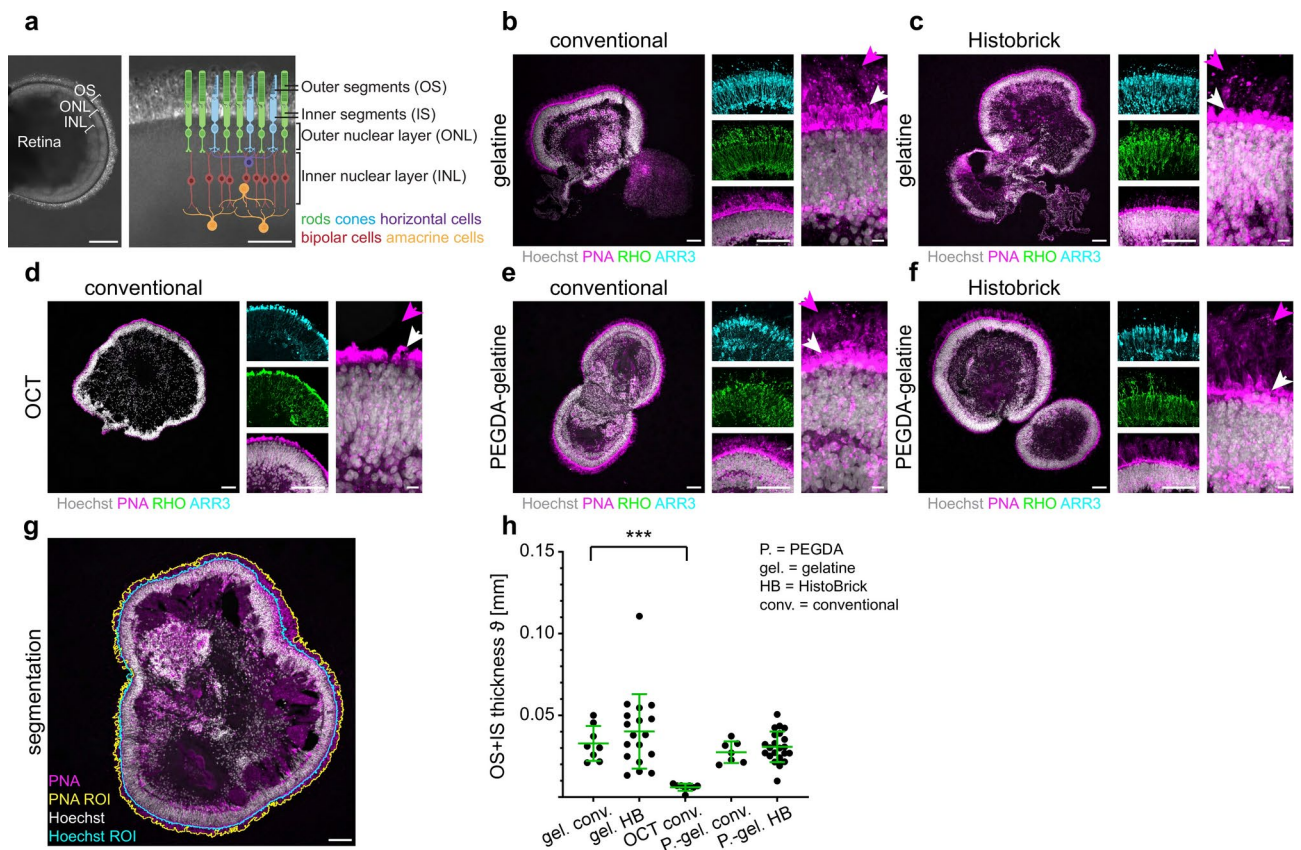 a
OS
ONL
INL
Retina
Outer segments (OS)
Inner segments (IS)
Outer nuclear layer (ONL)
Inner nuclear layer (INL)
rods cones horizontal cells
bipolar cells amacrine cells
b
conventional
gelatine
Hoechst PNA RHO ARR3
c
Histobrick
gelatine
Hoechst PNA RHO ARR3
d
conventional
OCT
Hoechst PNA RHO ARR3
e
conventional
PEGDA-gelatine
Hoechst PNA RHO ARR3
f
Histobrick
PEGDA-gelatine
Hoechst PNA RHO ARR3
g
segmentation
PNA
PNA ROI
Hoechst
Hoechst ROI
h
***
P. = PEGDA
gel. = gelatine
HB = HistoBrick
conv. = conventional
OS+IS thickness ϑ [mm]
0.15
0.10
0.05
gel. conv.
gel. HB
OCT conv.
P.-gel. conv.
P.-gel. HB